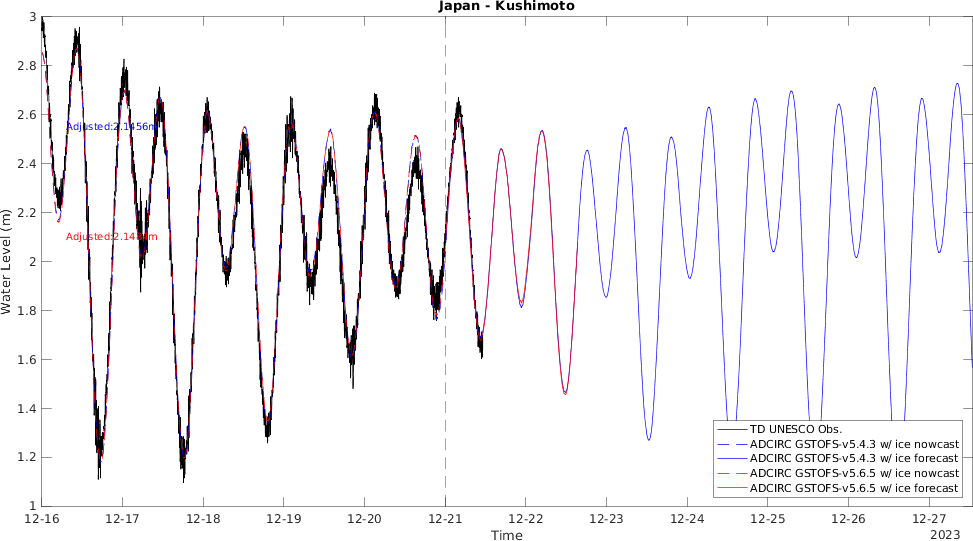 Japan - Kushimoto
3
2.8
2.6
2.4
2.2
2
1.8
1.6
1.4
1.2
1
Water Level (m)
Adjusted:2.1456m
TD UNESCO Obs.
ADCIRC GSTOFS-v5.4.3 w/ ice nowcast
ADCIRC GSTOFS-v5.4.3 w/ ice forecast
ADCIRC GSTOFS-v5.6.5 w/ ice nowcast
ADCIRC GSTOFS-v5.6.5 w/ ice forecast
12-16 12-17 12-18 12-19 12-20 12-21 12-22 12-23 12-24 12-25 12-26 12-27
2023
Time